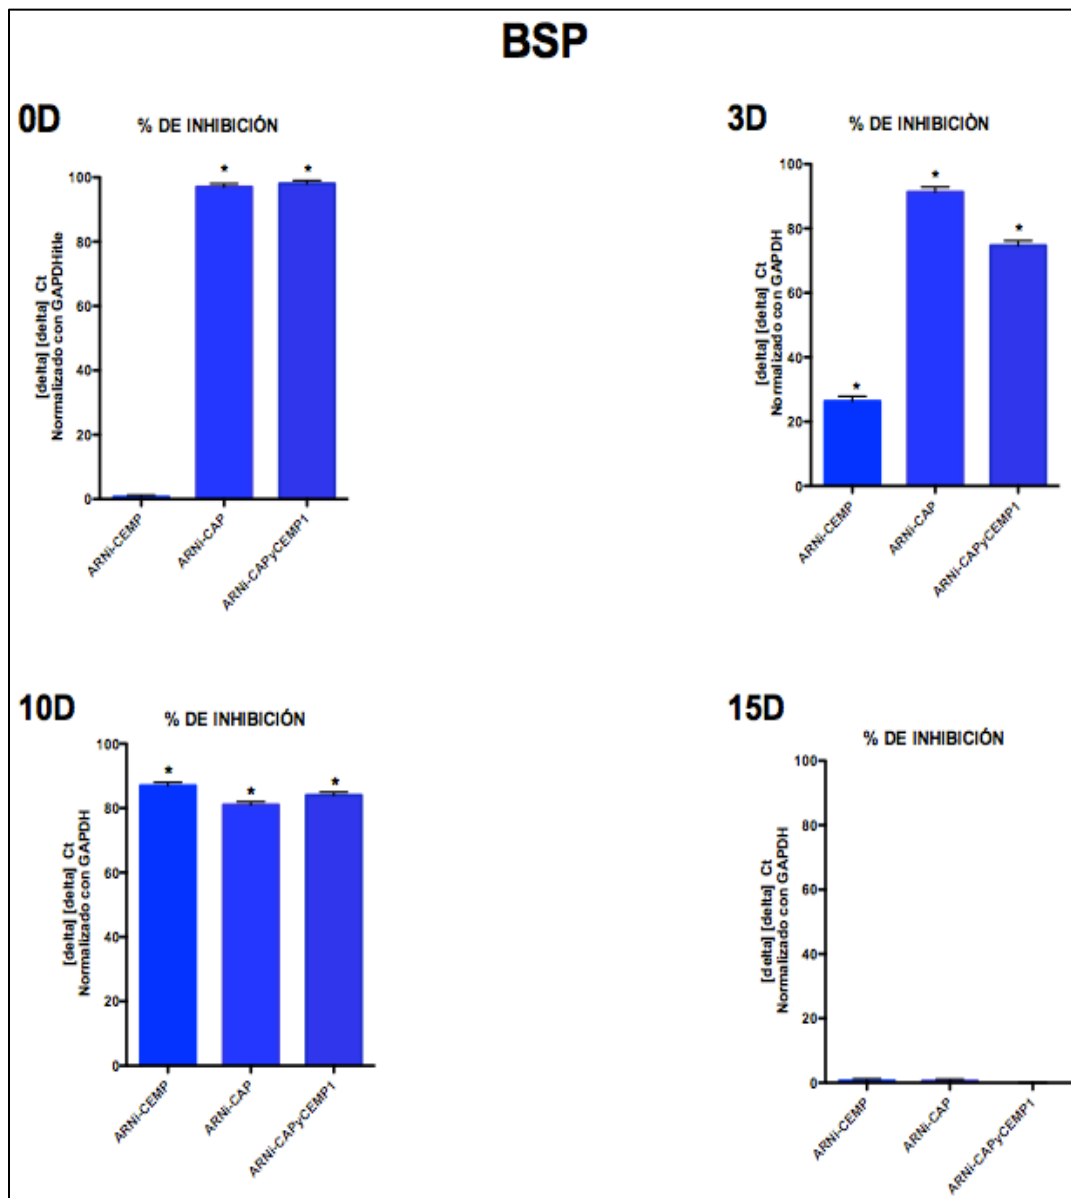 BSP
0D
% DE INHIBICIÓN
[delta] [delta] Ct
Normalizado con GAPDHitle
100
80
60
40
20
0
*
*
ARNi-CEMP
ARNi-CAP
ARNi-CAPyCEMP1
3D
% DE INHIBICIÒN
[delta] [delta] Ct
Normalizado con GAPDH
100
80
60
40
20
0
*
*
*
ARNi-CEMP
ARNi-CAP
ARNi-CAPyCEMP1
10D
% DE INHIBICIÓN
[delta] [delta] Ct
Normalizado con GAPDH
100
80
60
40
20
0
*
*
*
ARNi-CEMP
ARNi-CAP
ARNi-CAPyCEMP1
15D
% DE INHIBICIÓN
[delta] [delta] Ct
Normalizado con GAPDH
100
80
60
40
20
0
ARNi-CEMP
ARNi-CAP
ARNi-CAPyCEMP1